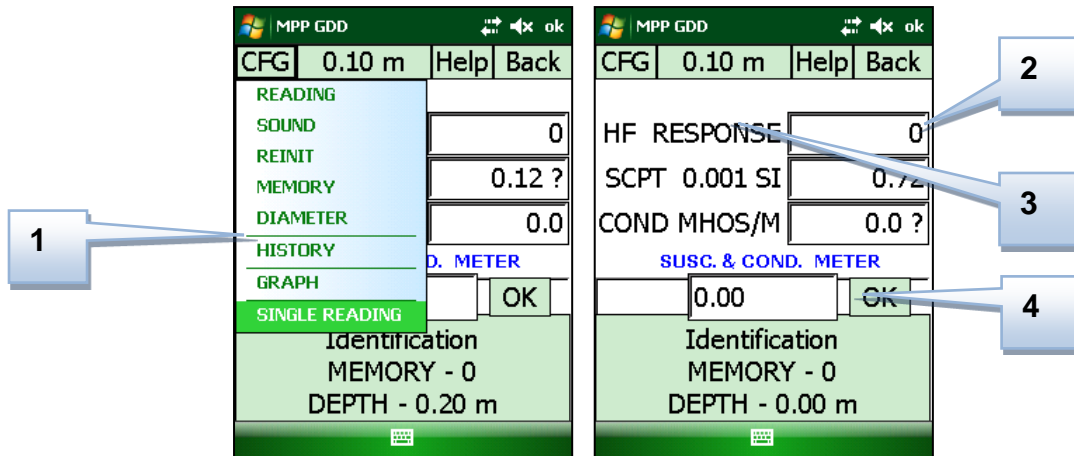 MPP GDD ok
CFG 0.10 m Help Back
READING
SOUND
REINIT
MEMORY
DIAMETER
HISTORY
GRAPH
SINGLE READING
0
0.12 ?
0.0
D. METER
OK
Identification
MEMORY - 0
DEPTH - 0.20 m
1
MPP GDD ok
CFG 0.10 m Help Back
HF RESPONSE 0
SCPT 0.001 SI 0.72
COND MHOS/M 0.0 ?
SUSC. & COND. METER
0.00 OK
Identification
MEMORY - 0
DEPTH - 0.00 m
2
3
4